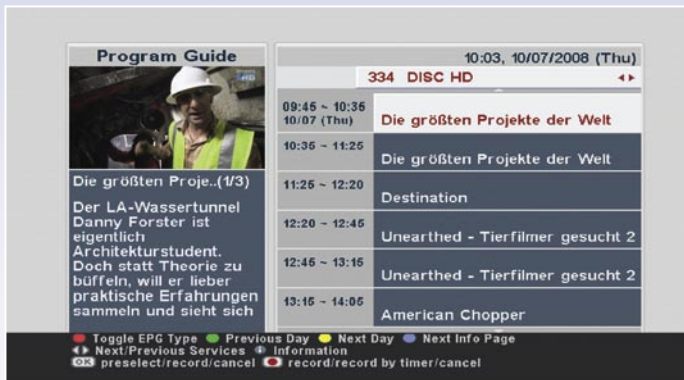 Program Guide
10:03, 10/07/2008 (Thu)
334 DISC HD
09:45 ~ 10:35
10/07 (Thu)
Die größten Projekte der Welt
10:35 ~ 11:25
Die größten Projekte der Welt
11:25 ~ 12:20
Destination
12:20 ~ 12:45
Unearthed - Tierfilmer gesucht 2
12:45 ~ 13:15
Unearthed - Tierfilmer gesucht 2
13:15 ~ 14:05
American Chopper
Die größten Proje..(1/3)
Der LA-Wassertunnel
Danny Forster ist
eigentlich
Architekturstudent.
Doch statt Theorie zu
büffeln, will er lieber
praktische Erfahrungen
sammeln und sieht sich
Toggle EPG Type Previous Day Next Day Next Info Page
Next/Previous Services Information
OK preselect/record/cancel record/record by timer/cancel